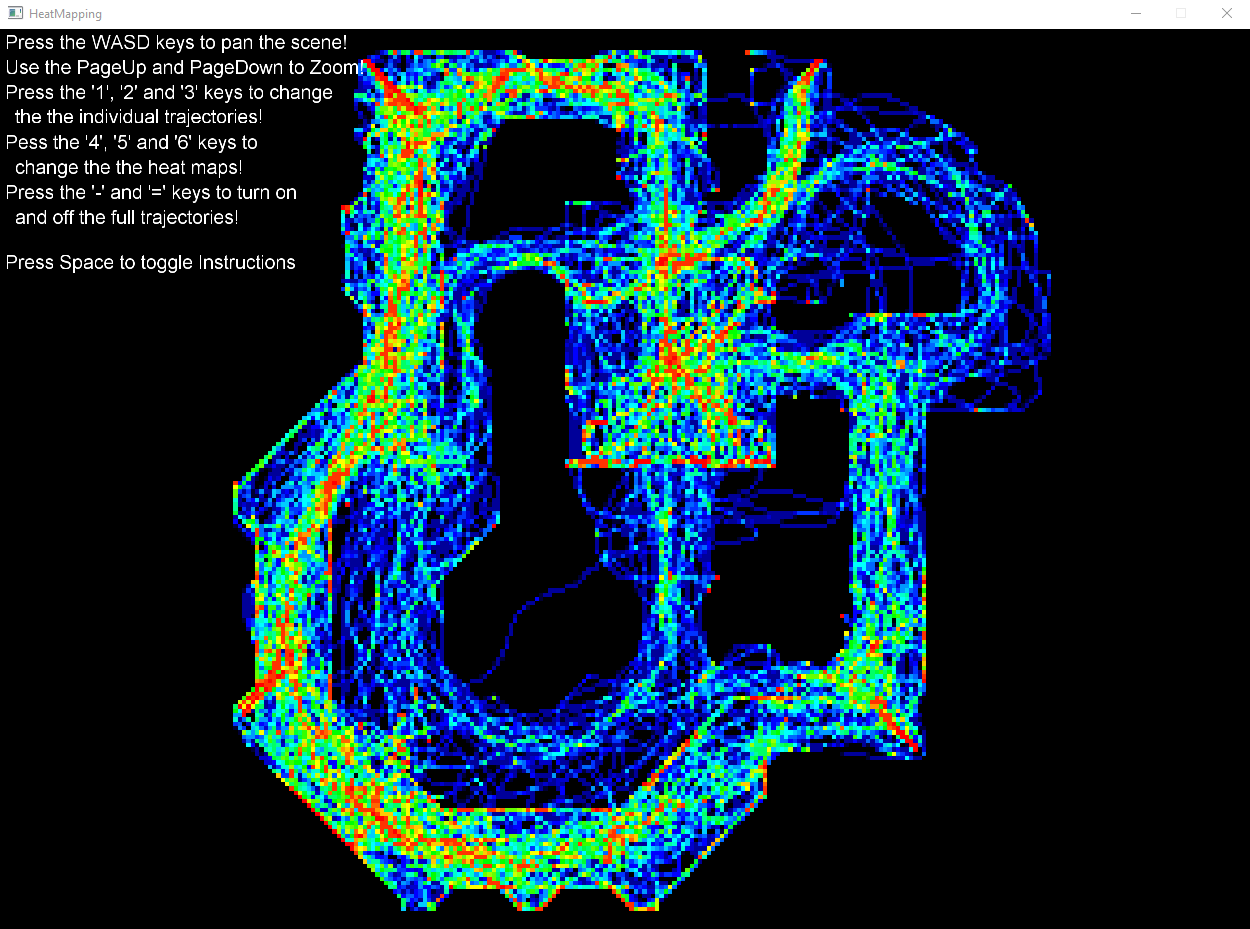 HeatMapping
Press the WASD keys to pan the scene!
Use the PageUp and PageDown to Zoom!
Press the '1', '2' and '3' keys to change
the the individual trajectories!
Pess the '4', '5' and '6' keys to
change the the heat maps!
Press the '-' and '=' keys to turn on
and off the full trajectories!
Press Space to toggle Instructions